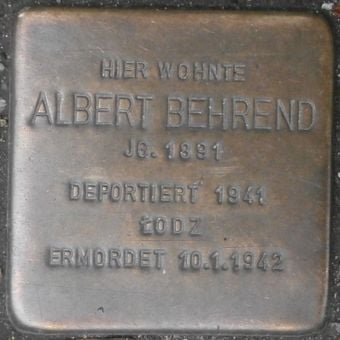 HIER WOHNTE
ALBERT BEHREND
JG. 1891
DEPORTIERT 1941
ŁODZ
ERMORDET 10.1.1942